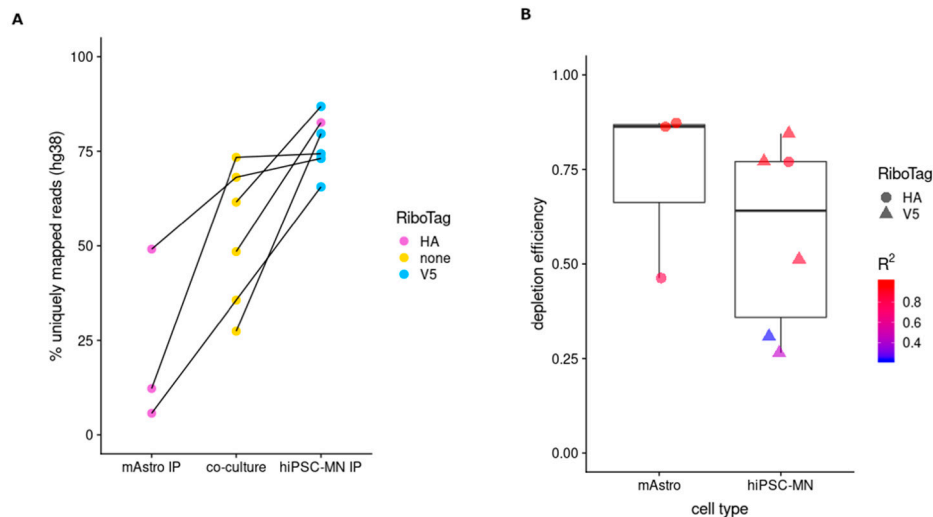 A
% uniquely mapped reads (hg38)
100
75
50
25
0
mAstro IP
co-culture
hiPSC-MN IP
RiboTag
HA
none
V5
B
depletion efficiency
1.00
0.75
0.50
0.25
0.00
mAstro
hiPSC-MN
cell type
RiboTag
HA
V5
R²
0.8
0.6
0.4